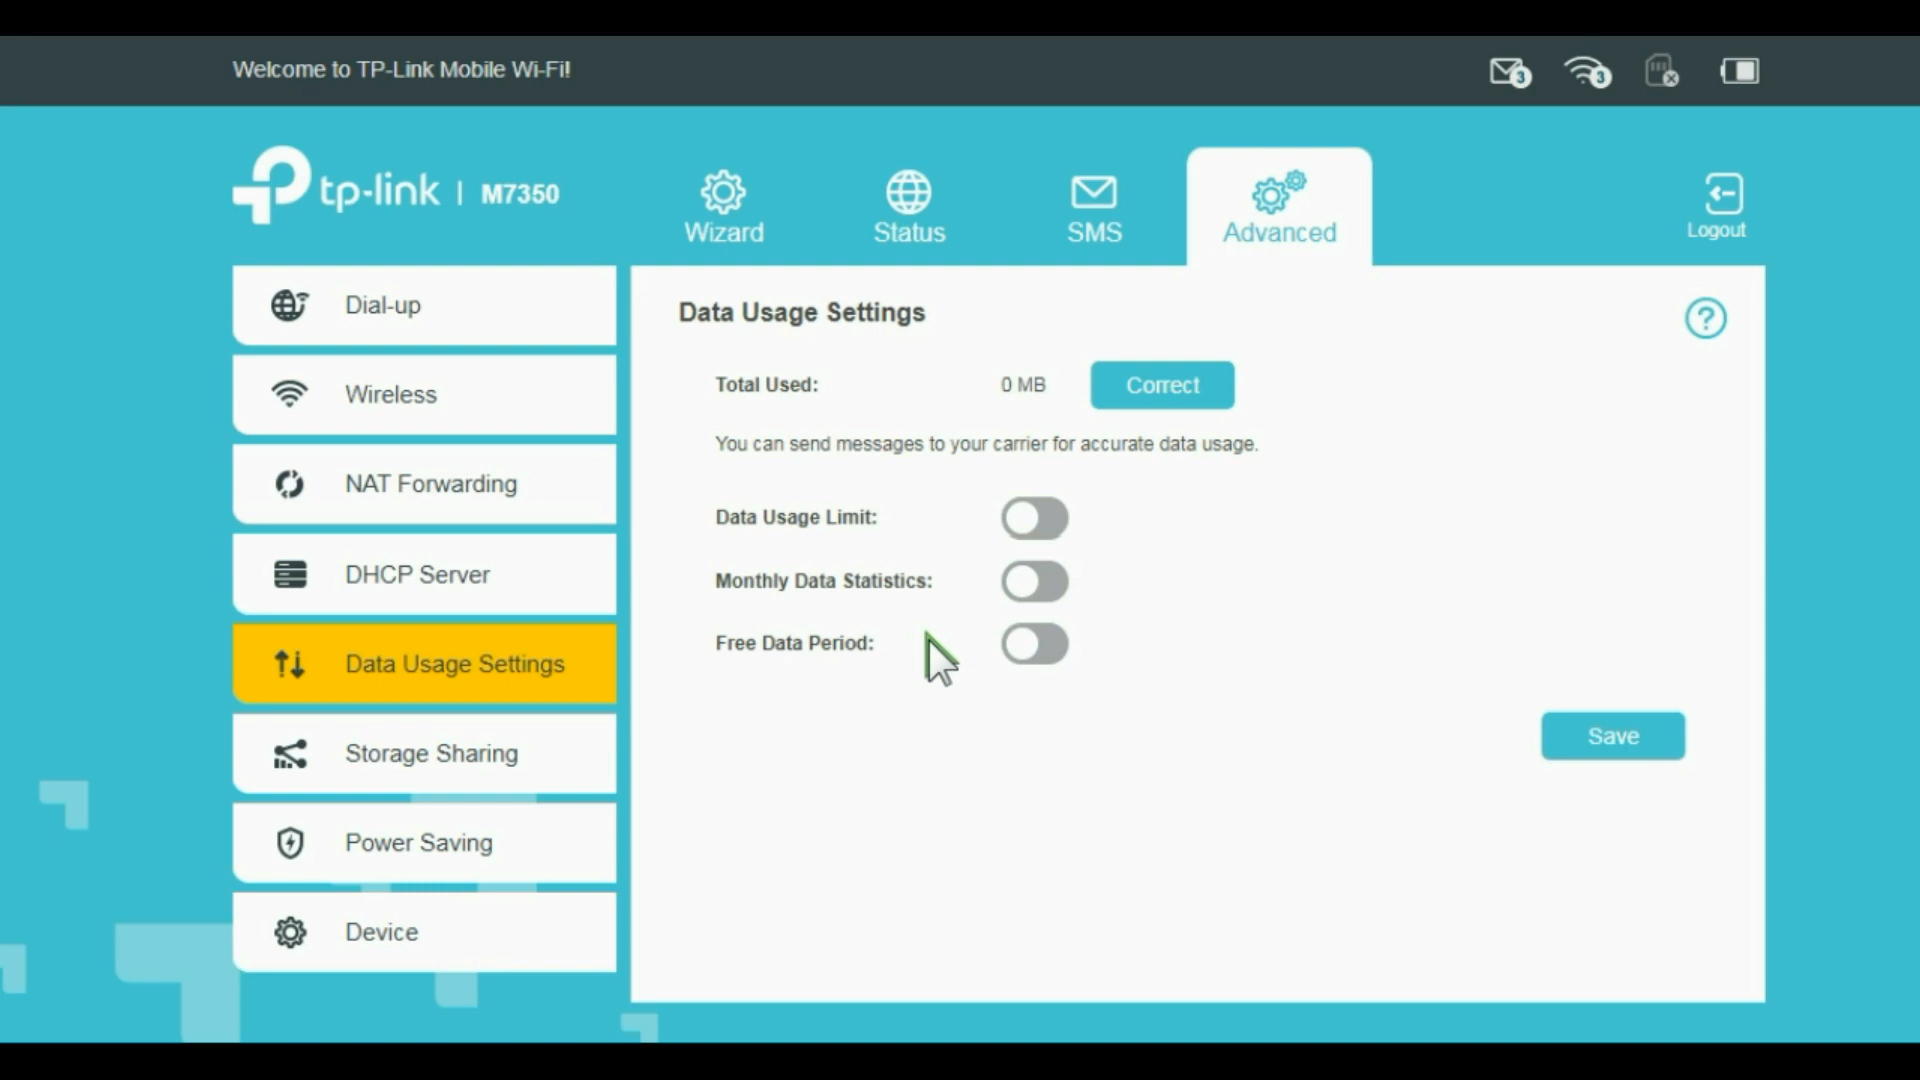 Welcome to TP-Link Mobile Wi-Fi!
3
3
tp-link | M7350
Wizard
Status
SMS
Advanced
Logout
Dial-up
Wireless
NAT Forwarding
DHCP Server
Data Usage Settings
Storage Sharing
Power Saving
Device
Data Usage Settings
?
Total Used: 0 MB Correct
You can send messages to your carrier for accurate data usage.
Data Usage Limit:
Monthly Data Statistics:
Free Data Period:
Save